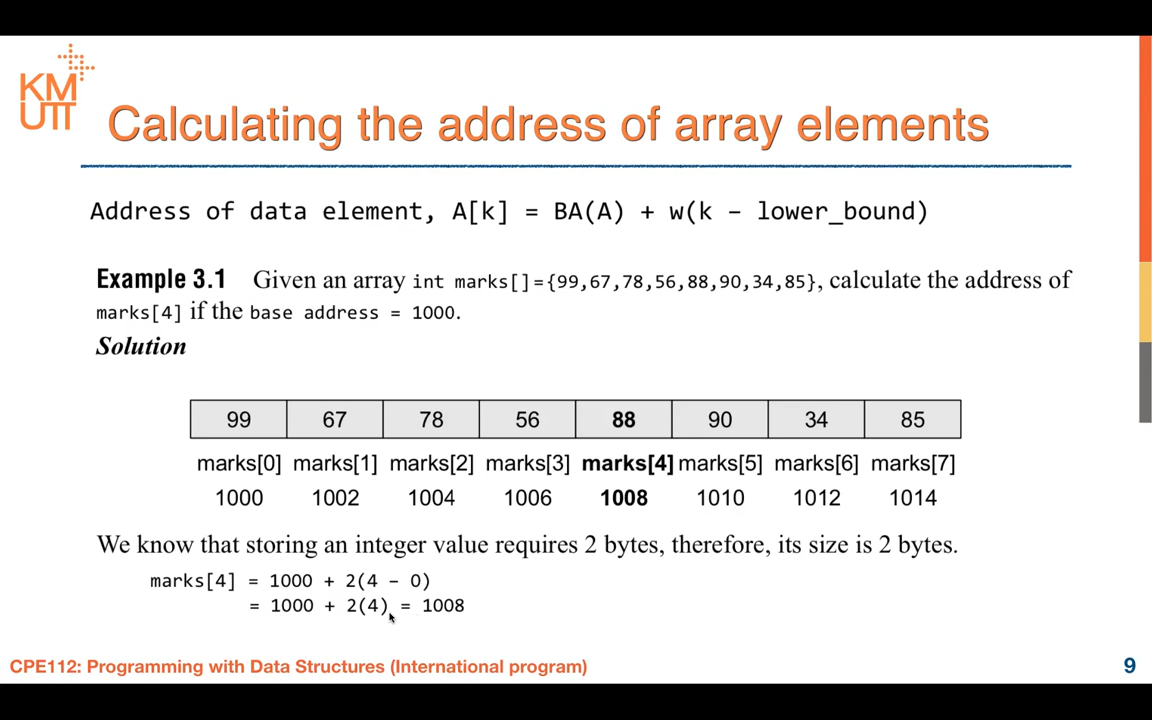 KM
UTT
Calculating the address of array elements
Address of data element, A[k] = BA(A) + w(k – lower_bound)
Example 3.1 Given an array int marks[]={99,67,78,56,88,90,34,85}, calculate the address of
marks[4] if the base address = 1000.
Solution
99 67 78 56 88 90 34 85
marks[0] marks[1] marks[2] marks[3] marks[4] marks[5] marks[6] marks[7]
1000 1002 1004 1006 1008 1010 1012 1014
We know that storing an integer value requires 2 bytes, therefore, its size is 2 bytes.
marks[4] = 1000 + 2(4 – 0)
= 1000 + 2(4) = 1008
CPE112: Programming with Data Structures (International program) 9